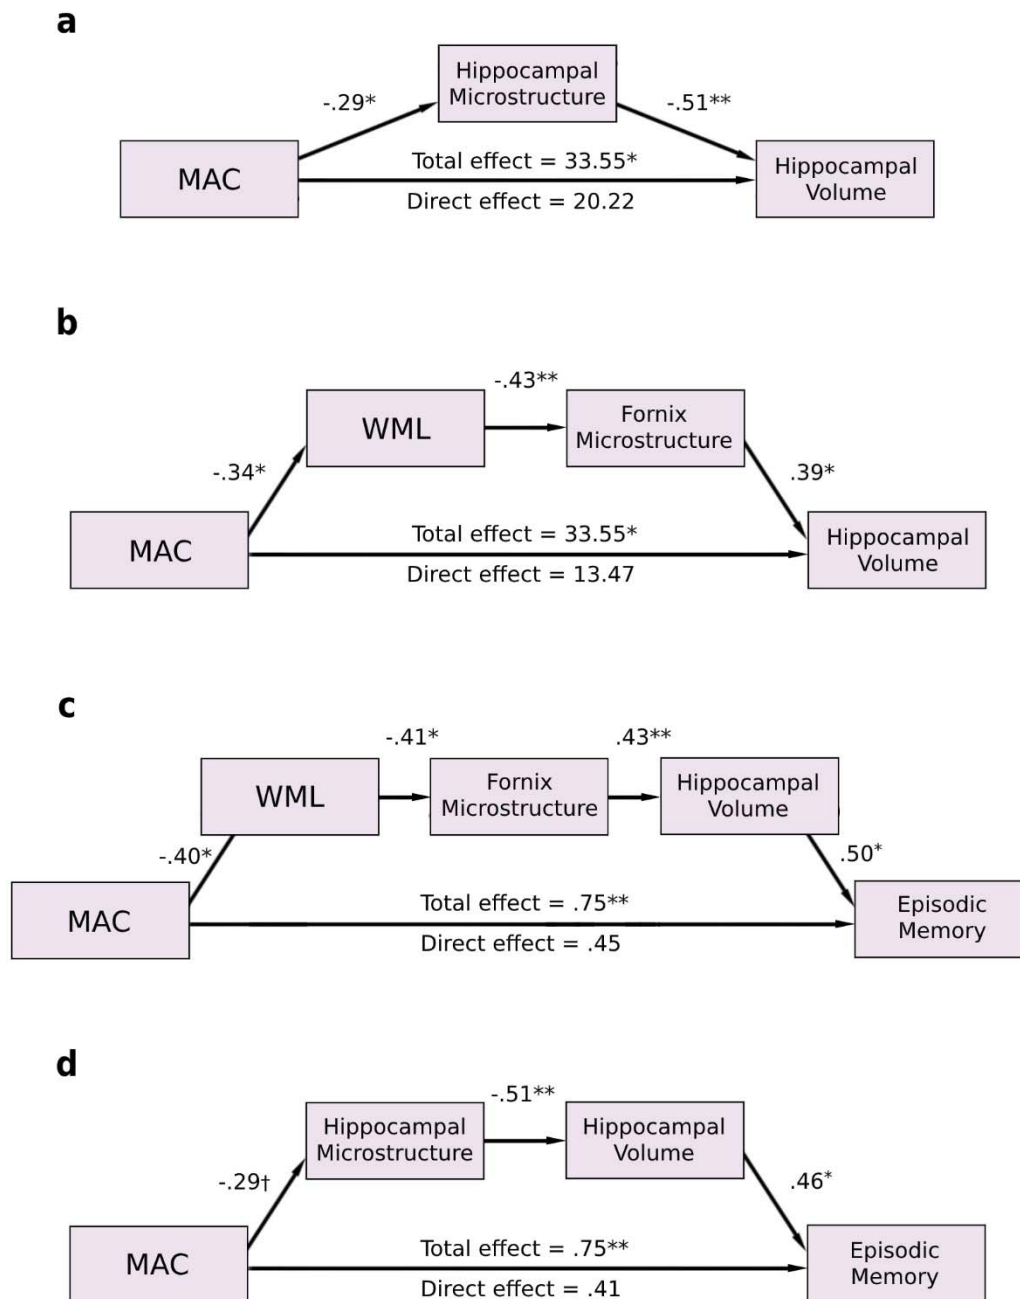 a
Hippocampal
Microstructure
-.29*
-.51**
MAC
Total effect = 33.55*
Direct effect = 20.22
Hippocampal
Volume
b
-.43**
WML
Fornix
Microstructure
-.34*
.39*
MAC
Total effect = 33.55*
Direct effect = 13.47
Hippocampal
Volume
c
-.41*
.43**
WML
Fornix
Microstructure
Hippocampal
Volume
-.40*
.50*
MAC
Total effect = .75**
Direct effect = .45
Episodic
Memory
d
-.51**
Hippocampal
Microstructure
Hippocampal
Volume
-.29†
.46*
MAC
Total effect = .75**
Direct effect = .41
Episodic
Memory